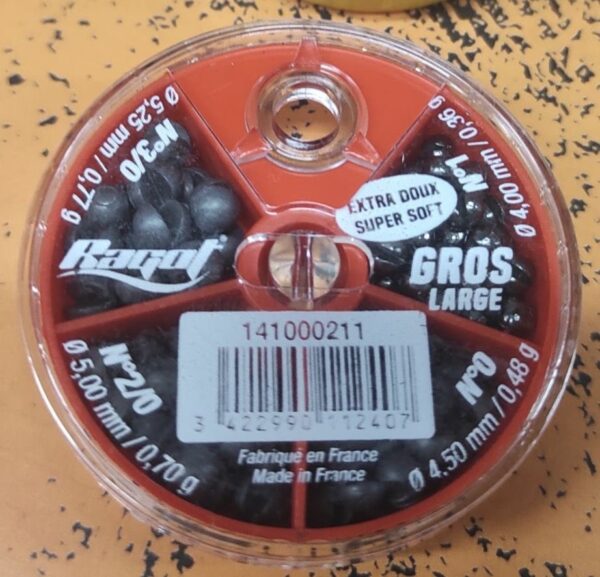 N°3/0
Ø 5,25 mm / 0,77 g
N°1
Ø 4,00 mm / 0,36 g
EXTRA DOUX
SUPER SOFT
Ragot
GROS
LARGE
141000211
3 422990 112407
N°2/0
Ø 5,00 mm / 0,70 g
N°0
Ø 4.50 mm / 0,48 g
Fabriqué en France
Made in France